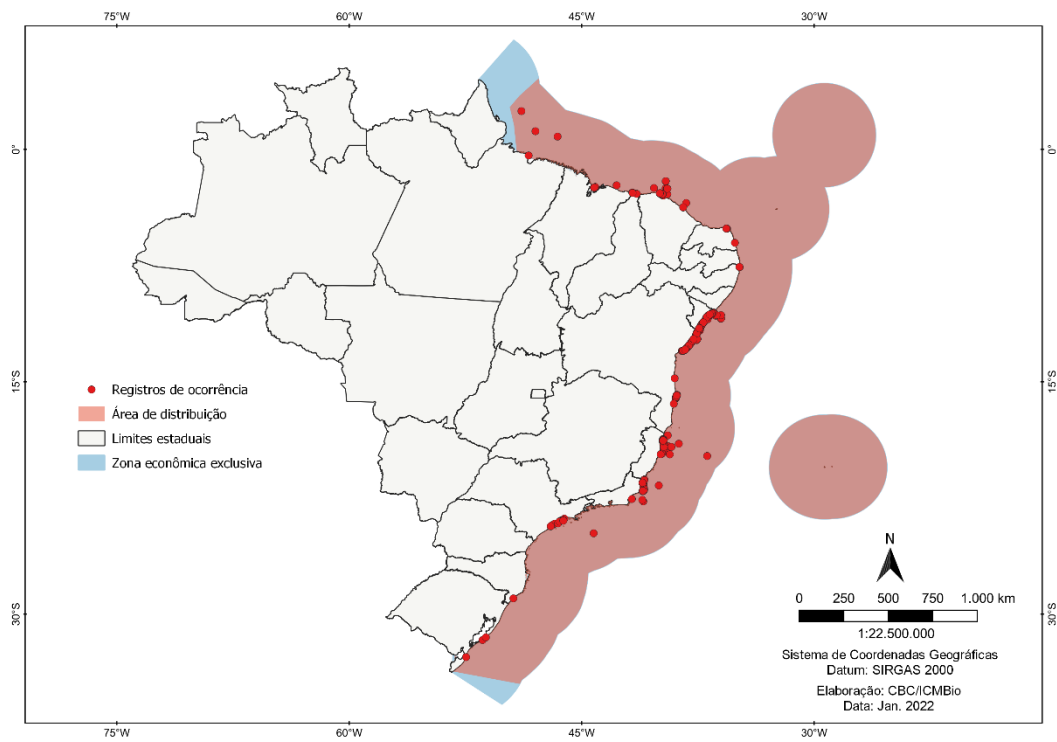 75°W 60°W 45°W 30°W
0° 0°
15°S 15°S
30°S 30°S
Registros de ocorrência
Área de distribuição
Limites estaduais
Zona econômica exclusiva
N
0 250 500 750 1.000 km
1:22.500.000
Sistema de Coordenadas Geográficas
Datum: SIRGAS 2000
Elaboração: CBC/ICMBio
Data: Jan. 2022
75°W 60°W 45°W 30°W